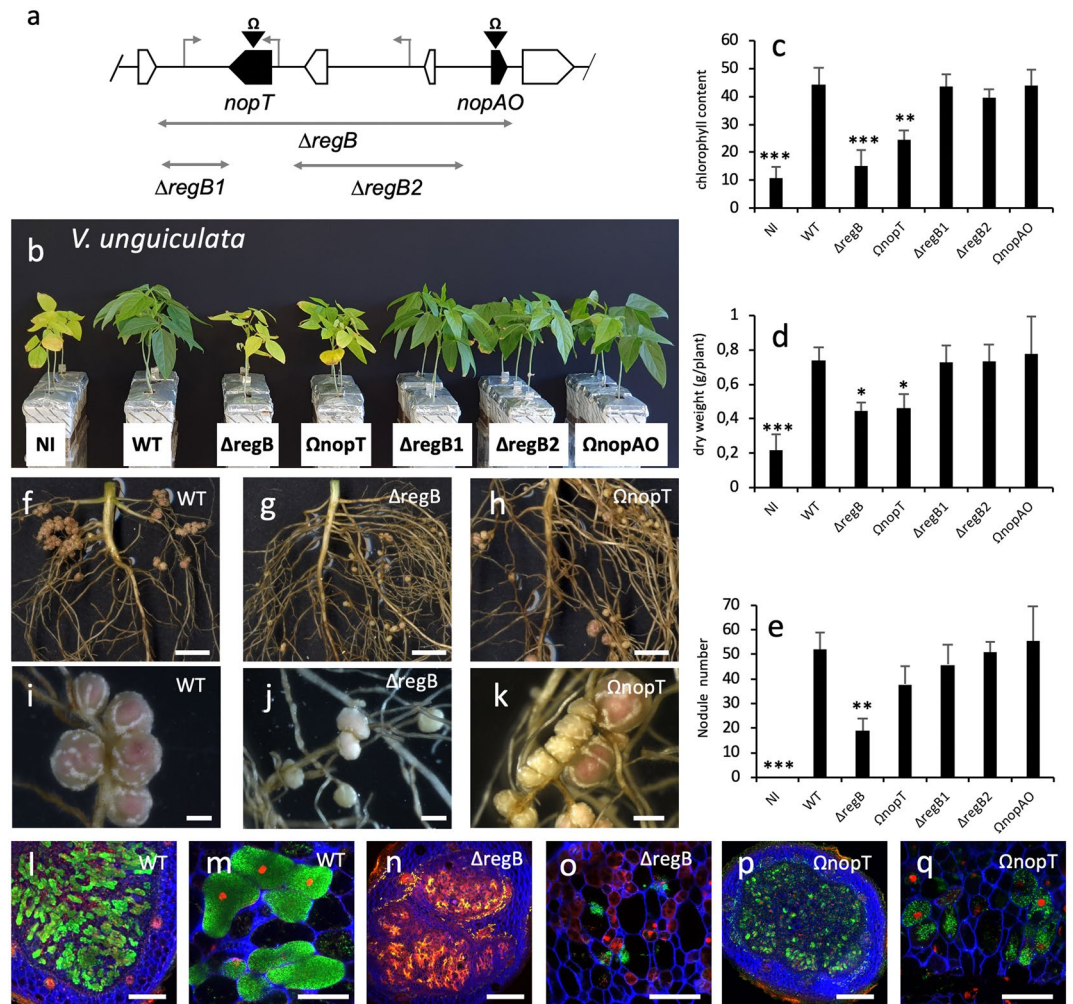 a
Ω
Ω
nopT
nopAO
ΔregB
ΔregB1
ΔregB2
b
V. unguiculata
NI
WT
ΔregB
ΩnopT
ΔregB1
ΔregB2
ΩnopAO
c
chlorophyll content
60
50
40
30
20
10
0
***
***
**
NI
WT
ΔregB
ΩnopT
ΔregB1
ΔregB2
ΩnopAO
d
dry weight (g/plant)
1
0,8
0,6
0,4
0,2
0
***
*
*
NI
WT
ΔregB
ΩnopT
ΔregB1
ΔregB2
ΩnopAO
e
Nodule number
70
60
50
40
30
20
10
0
***
**
NI
WT
ΔregB
ΩnopT
ΔregB1
ΔregB2
ΩnopAO
f
WT
g
ΔregB
h
ΩnopT
i
WT
j
ΔregB
k
ΩnopT
l
WT
m
WT
n
ΔregB
o
ΔregB
p
ΩnopT
q
ΩnopT